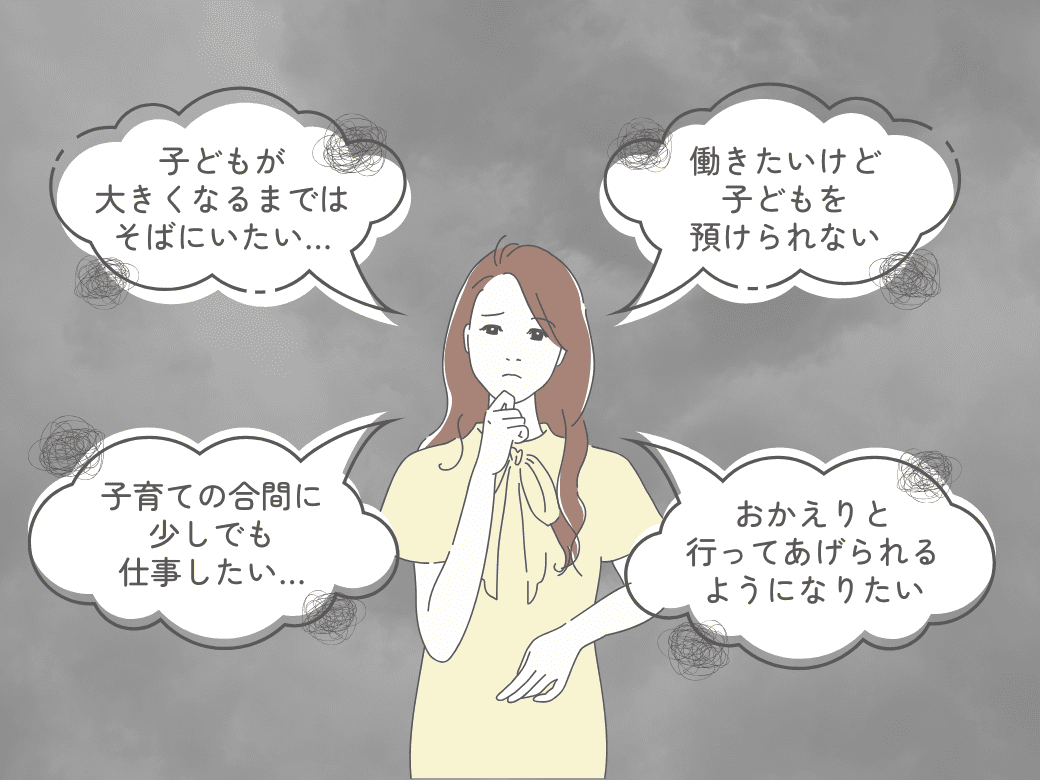 子どもが
大きくなるまでは
そばにいたい…
働きたいけど
子どもを
預けられない
子育ての合間に
少しでも
仕事したい…
おかえりと
行ってあげられる
ようになりたい